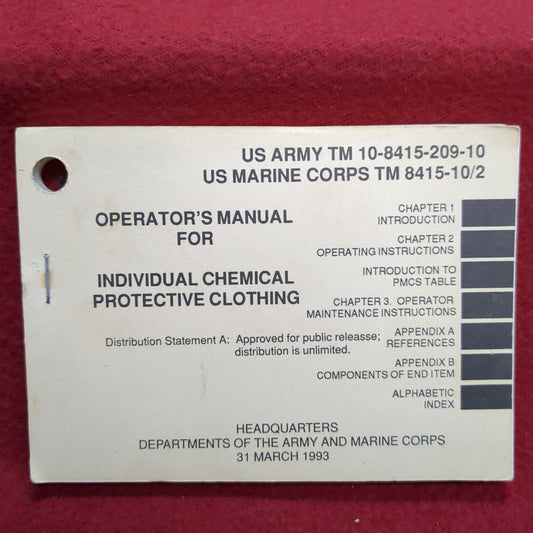 US ARMY TM 10-8415-209-10
US MARINE CORPS TM 8415-10/2
OPERATOR'S MANUAL
FOR
INDIVIDUAL CHEMICAL
PROTECTIVE CLOTHING
Distribution Statement A: Approved for public releasse;
distribution is unlimited.
CHAPTER 1
INTRODUCTION
CHAPTER 2
OPERATING INSTRUCTIONS
INTRODUCTION TO
PMCS TABLE
CHAPTER 3. OPERATOR
MAINTENANCE INSTRUCTIONS
APPENDIX A
REFERENCES
APPENDIX B
COMPONENTS OF END ITEM
ALPHABETIC
INDEX
HEADQUARTERS
DEPARTMENTS OF THE ARMY AND MARINE CORPS
31 MARCH 1993